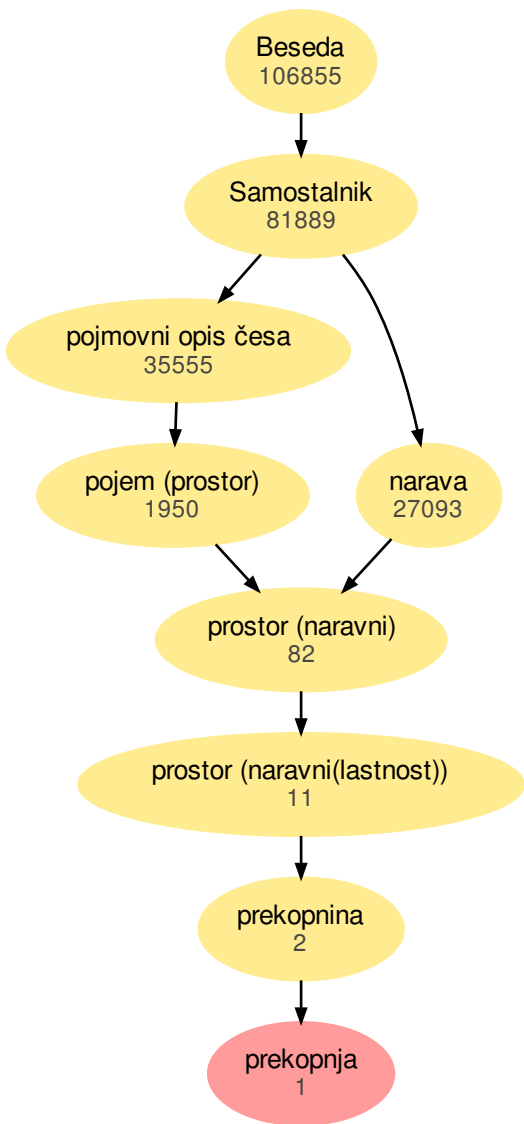 Beseda
106855
Samostalnik
81889
pojmovni opis česa
35555
pojem (prostor)
1950
narava
27093
prostor (naravni)
82
prostor (naravni(lastnost))
11
prekopnina
2
prekopnja
1